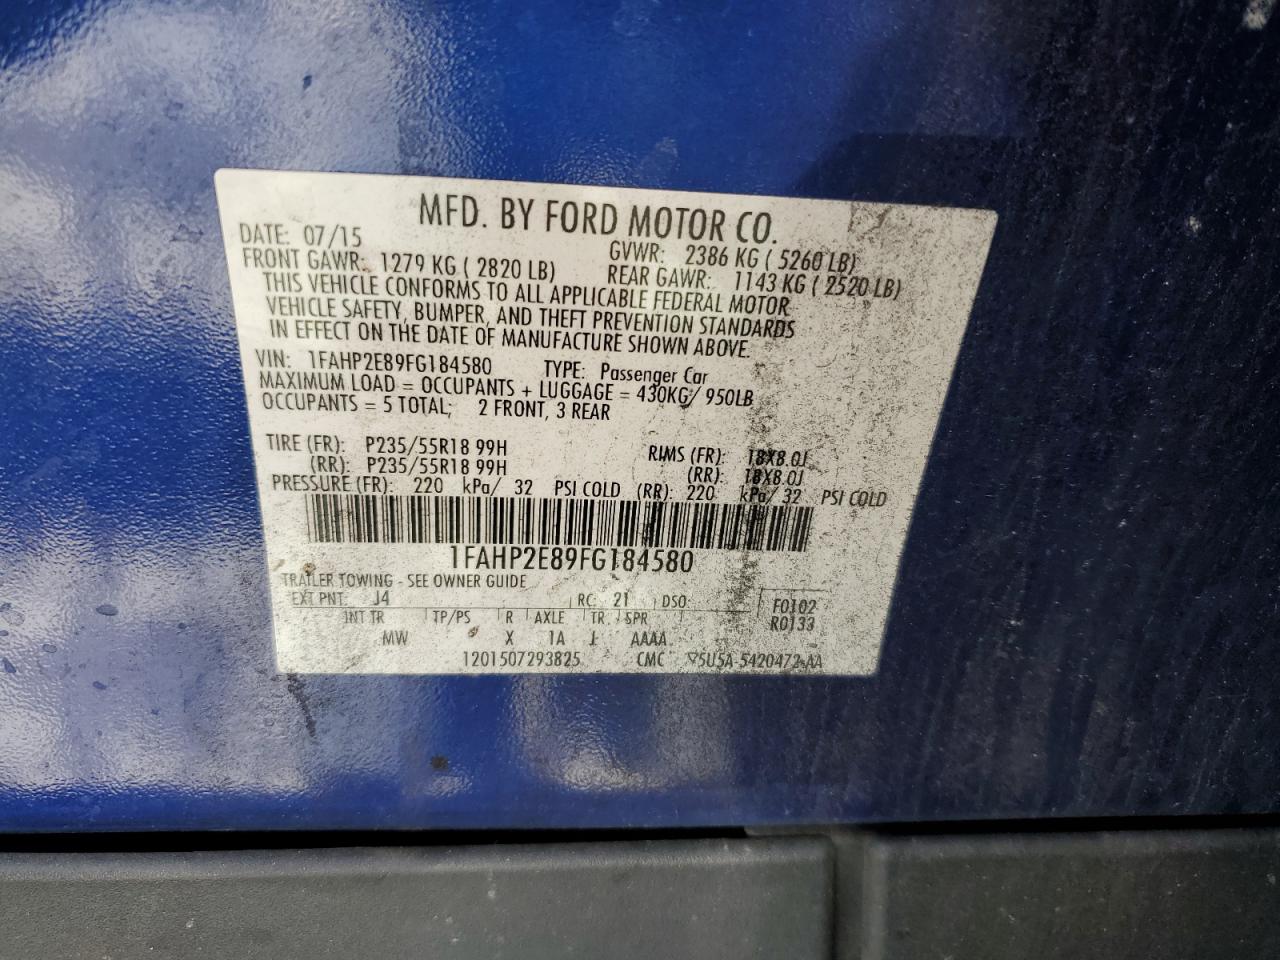 MFD. BY FORD MOTOR CO.
DATE: 07/15 GVWR: 2386 KG ( 5260 LB)
FRONT GAWR: 1279 KG ( 2820 LB) REAR GAWR: 1143 KG ( 2520 LB)
THIS VEHICLE CONFORMS TO ALL APPLICABLE FEDERAL MOTOR
VEHICLE SAFETY, BUMPER, AND THEFT PREVENTION STANDARDS
IN EFFECT ON THE DATE OF MANUFACTURE SHOWN ABOVE.
VIN: 1FAHP2E89FG184580 TYPE: Passenger Car
MAXIMUM LOAD = OCCUPANTS + LUGGAGE = 430KG/ 950LB
OCCUPANTS = 5 TOTAL; 2 FRONT, 3 REAR
TIRE (FR): P235/55R18 99H RIMS (FR): 18X8.0J
(RR): P235/55R18 99H (RR): 18X8.0J
PRESSURE (FR): 220 kPa/ 32 PSI COLD (RR): 220 kPa/ 32 PSI COLD
1FAHP2E89FG184580
TRAILER TOWING - SEE OWNER GUIDE
EXT PNT: J4 RC: 21 DSO: F0102
INT TR TP/PS R AXLE TR SPR R0133
MW X 1A J AAAA
1201507293825 CMC 5U5A-5420472-AA